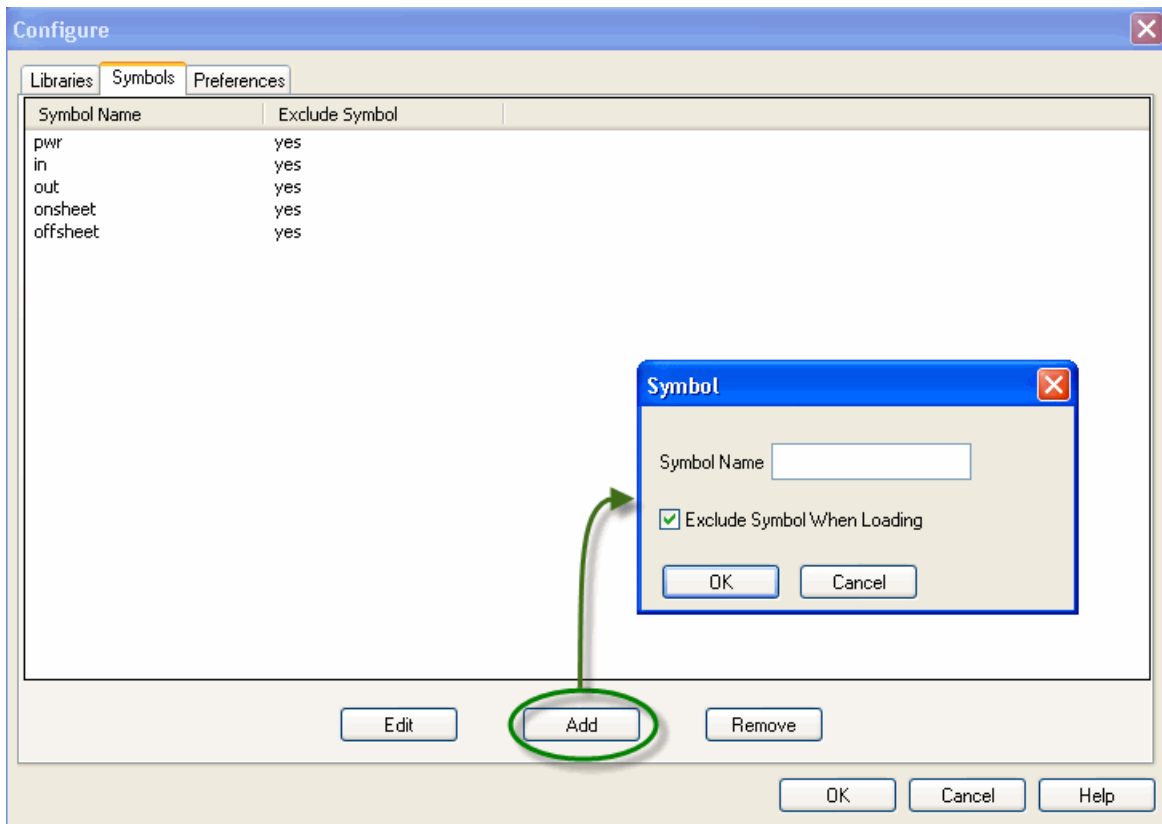 Configure
Libraries Symbols Preferences
Symbol Name Exclude Symbol
pwr yes
in yes
out yes
onsheet yes
offsheet yes
Symbol
Symbol Name
Exclude Symbol When Loading
OK Cancel
Edit Add Remove
OK Cancel Help